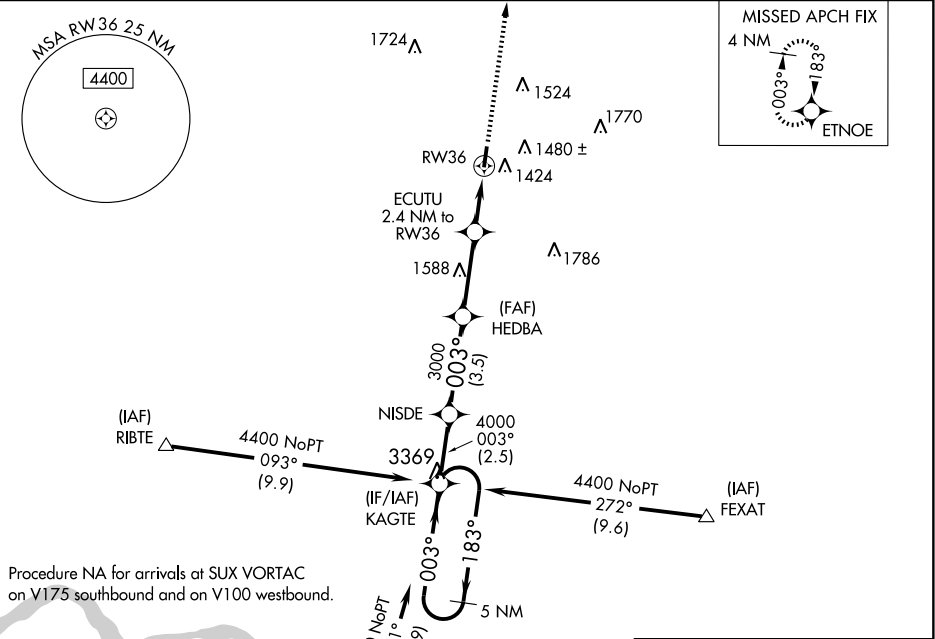 MSA RW36 25 NM
4400
1724
1524
1770
1480 ±
1424
RW36
MISSED APCH FIX
4 NM
003°
183°
ETNOE
ECUTU
2.4 NM to
RW36
1786
1588
(FAF)
HEDBA
3000
003°
(3.5)
NISDE
4000
003°
(2.5)
(IAF)
RIBTE
4400 NoPT
093°
(9.9)
3369
(IF/IAF)
KAGTE
4400 NoPT
272°
(9.6)
(IAF)
FEXAT
003°
183°
5 NM
Procedure NA for arrivals at SUX VORTAC
on V175 southbound and on V100 westbound.
NoPT